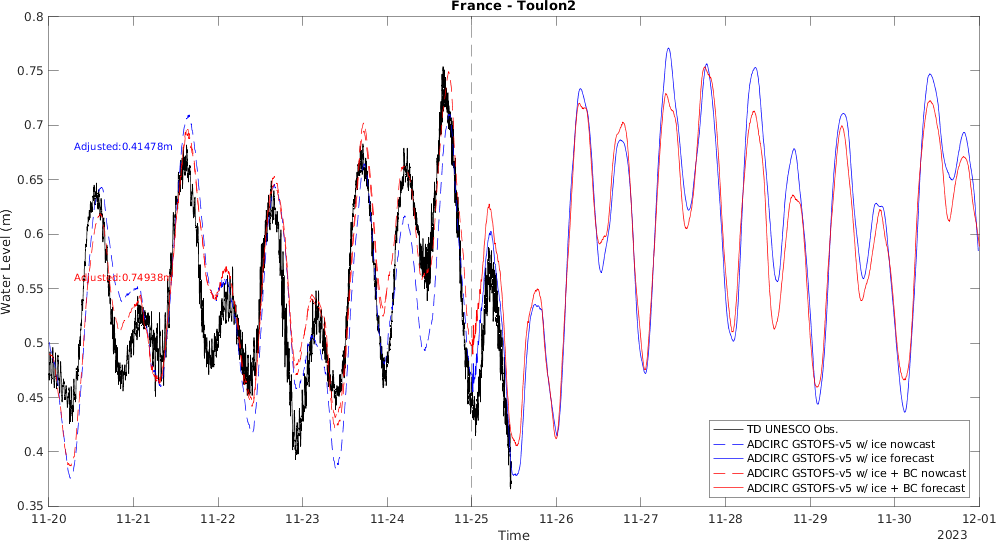 France - Toulon2
0.8
0.75
0.7
0.65
0.6
0.55
0.5
0.45
0.4
0.35
Water Level (m)
Adjusted:0.41478m
Adjusted:0.74938m
TD UNESCO Obs.
ADCIRC GSTOFS-v5 w/ ice nowcast
ADCIRC GSTOFS-v5 w/ ice forecast
ADCIRC GSTOFS-v5 w/ ice + BC nowcast
ADCIRC GSTOFS-v5 w/ ice + BC forecast
11-20 11-21 11-22 11-23 11-24 11-25 11-26 11-27 11-28 11-29 11-30 12-01
Time
2023